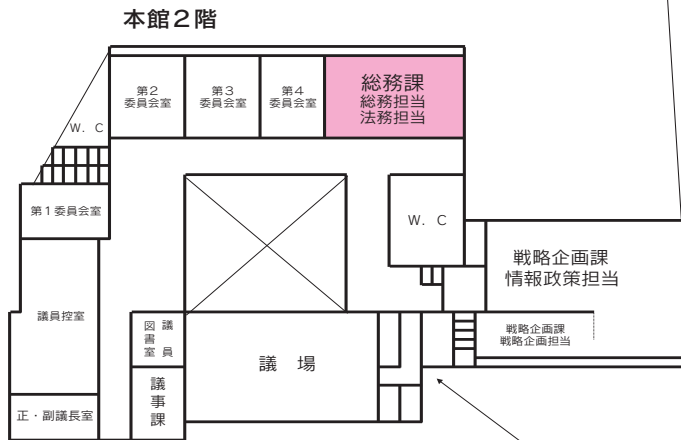 本館２階
第２
委員会室
第３
委員会室
第４
委員会室
総務課
総務担当
法務担当
Ｗ．Ｃ
第１委員会室
Ｗ．Ｃ
戦略企画課
情報政策担当
議員控室
議員
図書室
議　場
戦略企画課
戦略企画担当
議事課
正・副議長室